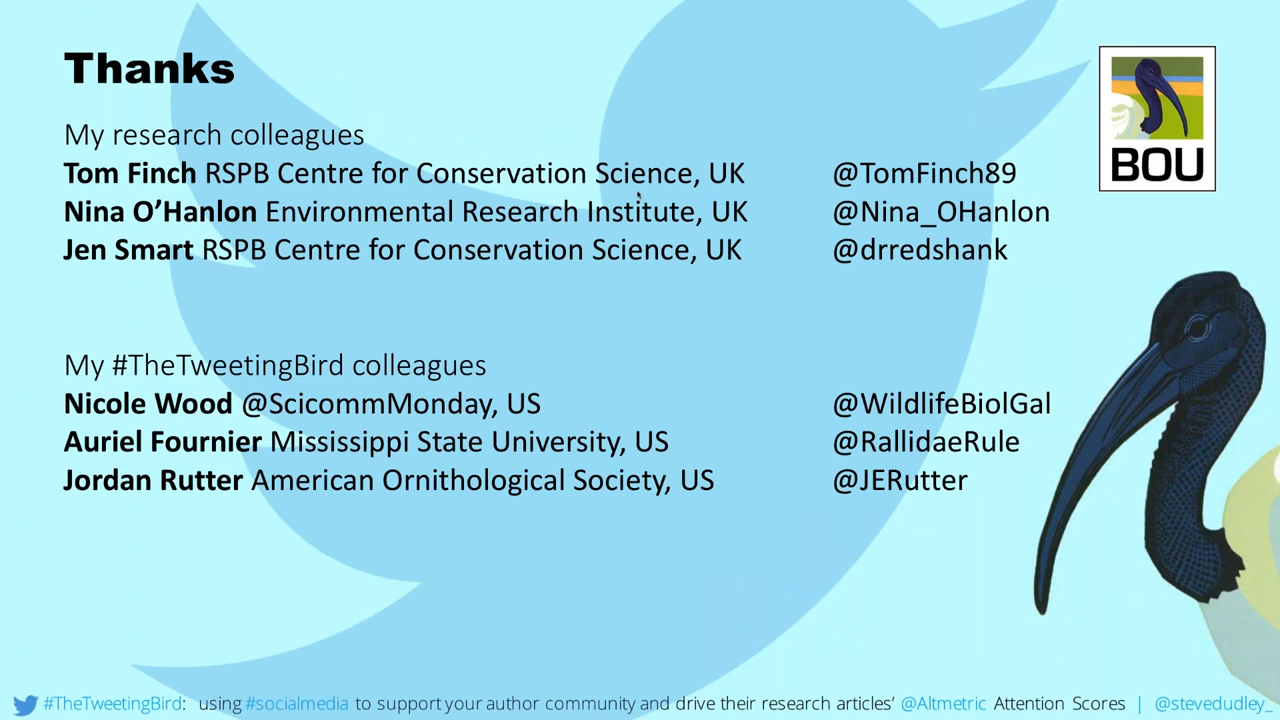 Thanks
BOU
My research colleagues
Tom Finch RSPB Centre for Conservation Science, UK @TomFinch89
Nina O’Hanlon Environmental Research Institute, UK @Nina_OHanlon
Jen Smart RSPB Centre for Conservation Science, UK @drredshank
My #TheTweetingBird colleagues
Nicole Wood @ScicommMonday, US @WildlifeBiolGal
Auriel Fournier Mississippi State University, US @RallidaeRule
Jordan Rutter American Ornithological Society, US @JERutter
#TheTweetingBird: using #socialmedia to support your author community and drive their research articles’ @Altmetric Attention Scores | @stevedudley_